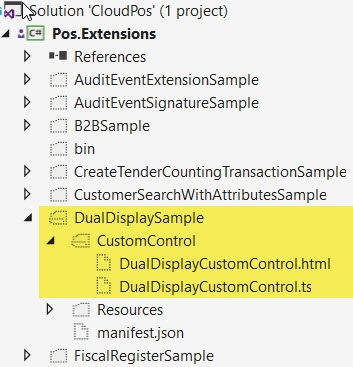 Solution 'CloudPos' (1 project)
C# Pos.Extensions
References
AuditEventExtensionSample
AuditEventSignatureSample
B2BSample
bin
CreateTenderCountingTransactionSample
CustomerSearchWithAttributesSample
DualDisplaySample
CustomControl
DualDisplayCustomControl.html
DualDisplayCustomControl.ts
Resources
manifest.json
FiscalRegisterSample